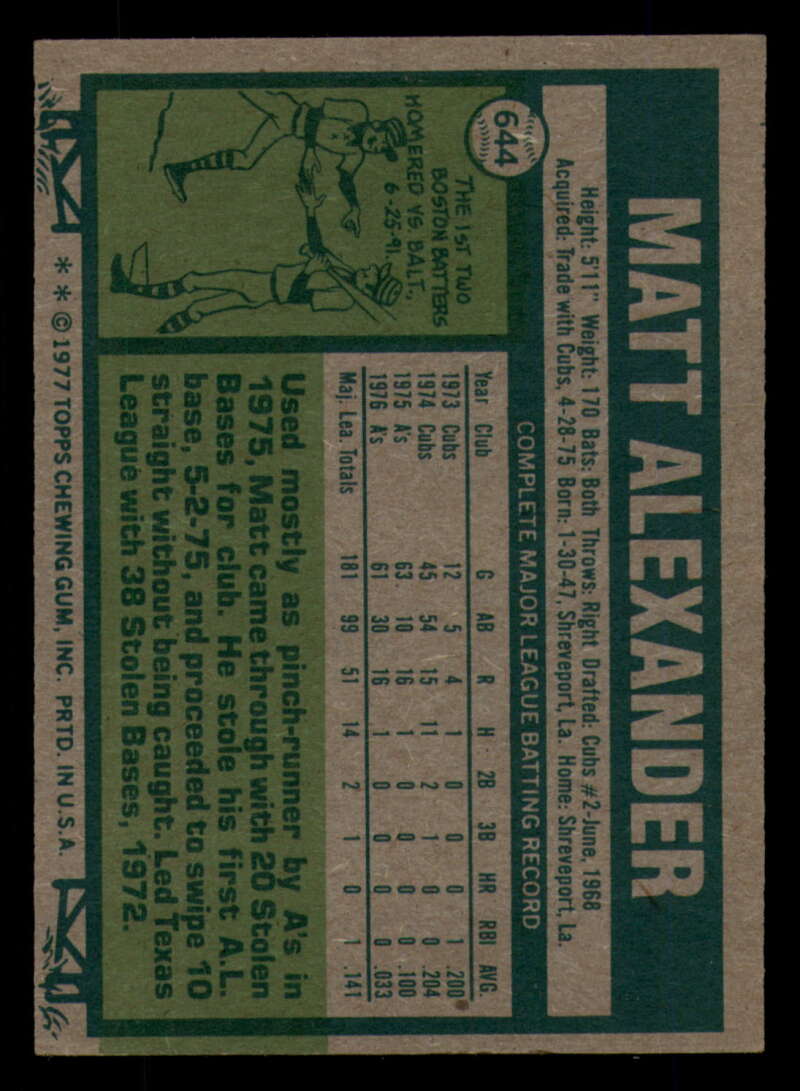 644
MATT ALEXANDER
Height: 5'11" Weight: 170 Bats: Both Throws: Right Drafted: Cubs #2-June, 1968
Acquired: Trade with Cubs, 4-28-75 Born: 1-30-47, Shreveport, La. Home: Shreveport, La.
THE 1ST TWO
BOSTON BATTERS
HOMERED VS BALT.,
6-25-91.
COMPLETE MAJOR LEAGUE BATTING RECORD
Year Club G AB R H 2B 3B HR RBI AVG.
1973 Cubs 12 5 4 1 0 0 0 1 .200
1974 Cubs 45 54 15 11 2 1 0 0 .204
1975 A's 63. 10 16 1 0 0 0 0 .100
1976 A's 61 30 16 1 0 0 0 0 .033
Maj. Lea. Totals 181 99 51 14 2 1 0 1 .141
Used mostly as pinch-runner by A's in
1975, Matt came through with 20 Stolen
Bases for club. He stole his first A.L.
base, 5-2-75, and proceeded to swipe 10
straight without being caught. Led Texas
League with 38 Stolen Bases, 1972.
* * © 1977 TOPPS CHEWING GUM, INC. PRTD. IN U.S.A.